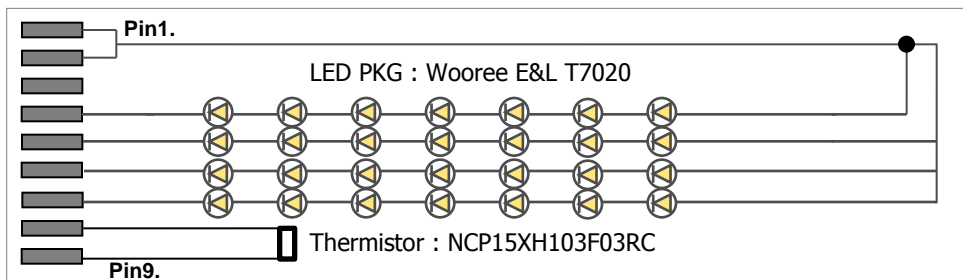 Pin1.
LED PKG : Wooree E&L T7020
Thermistor : NCP15XH103F03RC
Pin9.